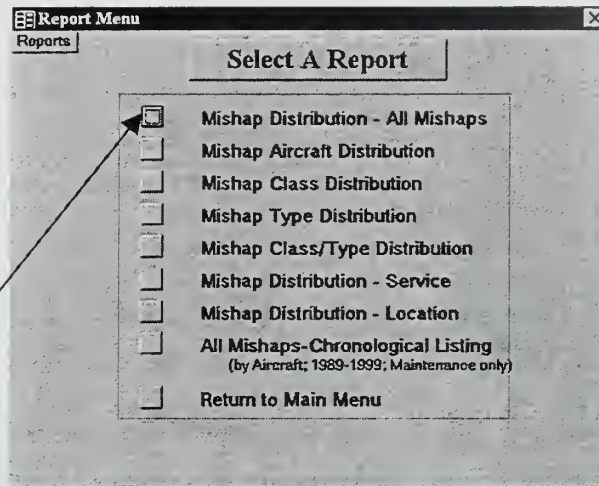 Report Menu
Reports
Select A Report
Mishap Distribution - All Mishaps
Mishap Aircraft Distribution
Mishap Class Distribution
Mishap Type Distribution
Mishap Class/Type Distribution
Mishap Distribution - Service
Mishap Distribution - Location
All Mishaps-Chronological Listing
(by Aircraft; 1989-1999; Maintenance only)
Return to Main Menu